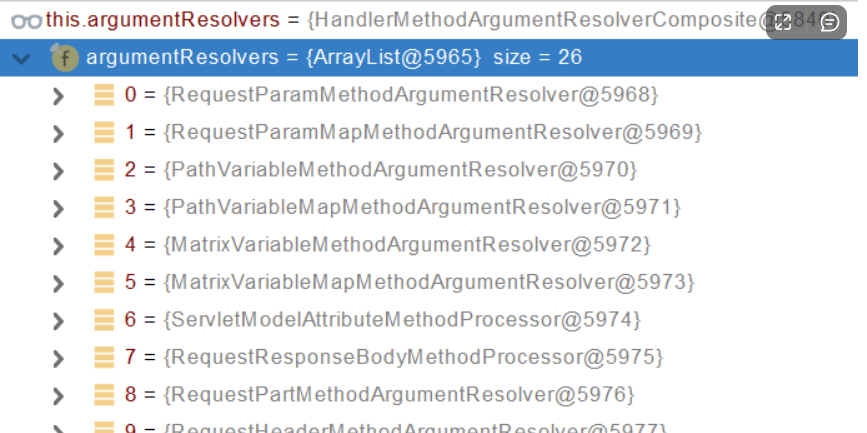 this.argumentResolvers = {HandlerMethodArgumentResolverComposite@584
argumentResolvers = {ArrayList@5965} size = 26
0 = {RequestParamMethodArgumentResolver@5968}
1 = {RequestParamMapMethodArgumentResolver@5969}
2 = {PathVariableMethodArgumentResolver@5970}
3 = {PathVariableMapMethodArgumentResolver@5971}
4 = {MatrixVariableMethodArgumentResolver@5972}
5 = {MatrixVariableMapMethodArgumentResolver@5973}
6 = {ServletModelAttributeMethodProcessor@5974}
7 = {RequestResponseBodyMethodProcessor@5975}
8 = {RequestPartMethodArgumentResolver@5976}
9 = {RequestHeaderMethodArgumentResolver@5977}